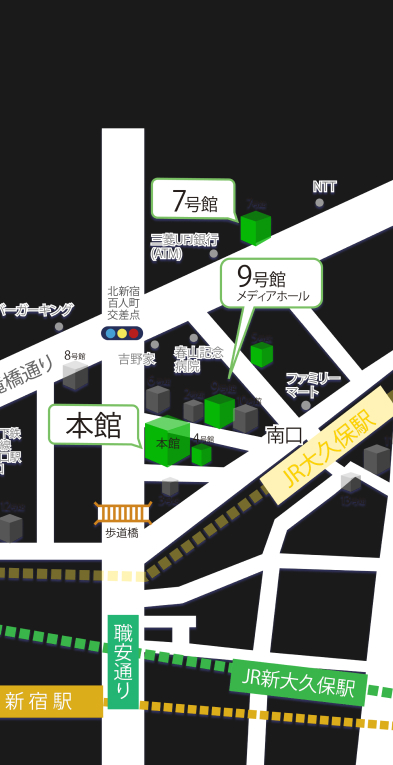 NTT
7号館
三菱UFJ銀行
(ATM)
9号館
メディアホール
北新宿
百人町
交差点
バーガーキング
吉野家
春山記念
病院
8号館
道橋通り
ファミリー
マート
本館
本館
4号館
南口
JR大久保駅
歩道橋
職安通り
JR新大久保駅
新宿駅